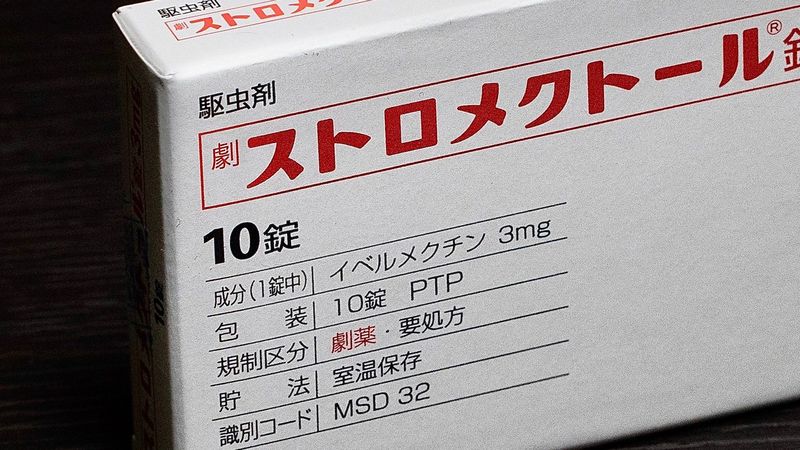 駆虫剤
劇 ストロメクト
駆虫剤
劇 ストロメクトール® 錠
10錠
成分(1錠中) イベルメクチン 3mg
包 装 10錠 PTP
規制区分 劇薬・要処方
貯 法 室温保存
識別コード MSD 32
10錠